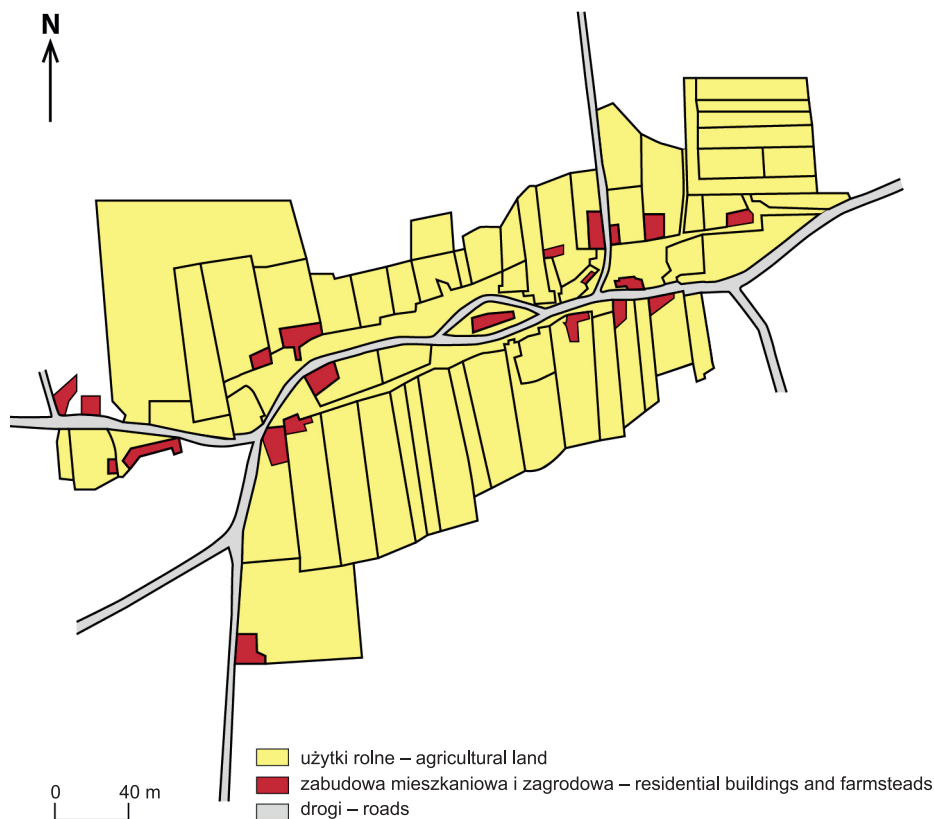 N
użytki rolne – agricultural land
zabudowa mieszkaniowa i zagrodowa – residential buildings and farmsteads
drogi – roads
0 40 m